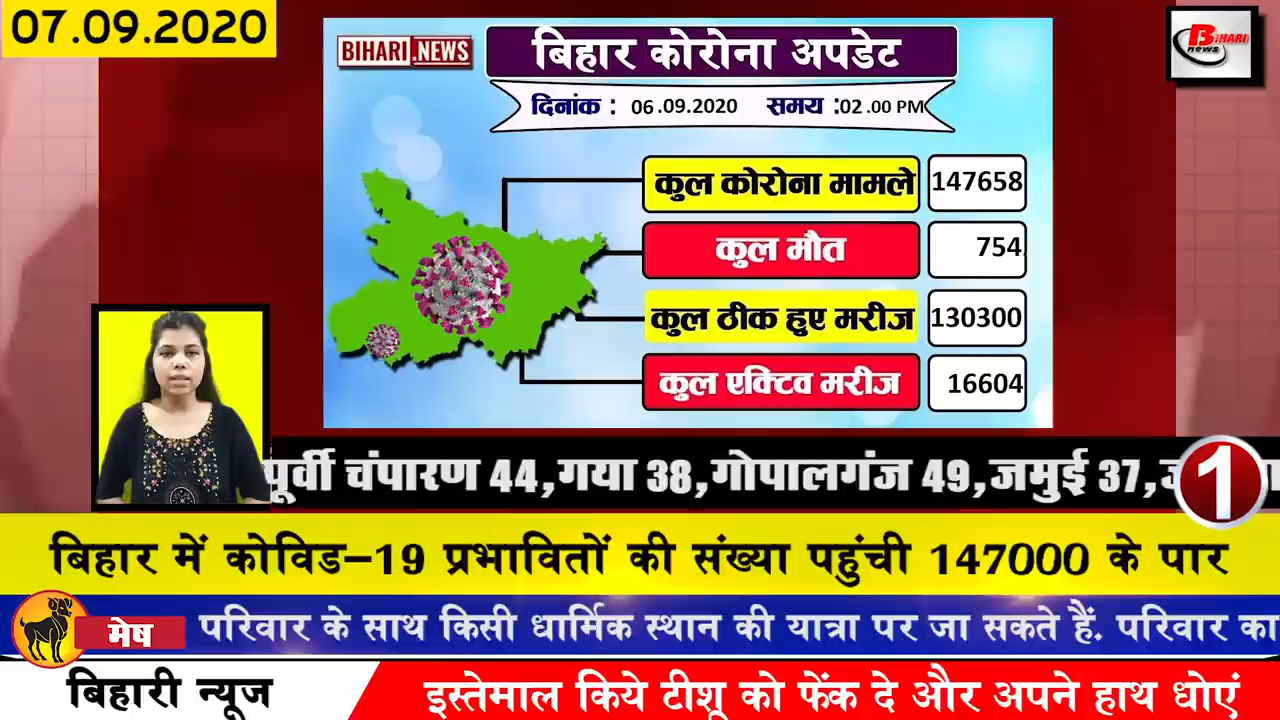 07.09.2020
BIHARI.NEWS
बिहार कोरोना अपडेट
BIHARI news
दिनांक : 06.09.2020 समय :02.00 PM
कुल कोरोना मामले 147658
कुल मौत 754
कुल ठीक हुए मरीज 130300
कुल एक्टिव मरीज 16604
पूर्वी चंपारण 44,गया 38,गोपालगंज 49,जमुई 37,
1
बिहार में कोविड-19 प्रभावितों की संख्या पहुंची 147000 के पार
मेष परिवार के साथ किसी धार्मिक स्थान की यात्रा पर जा सकते हैं. परिवार का
बिहारी न्यूज इस्तेमाल किये टीशू को फेंक दे और अपने हाथ धोएं